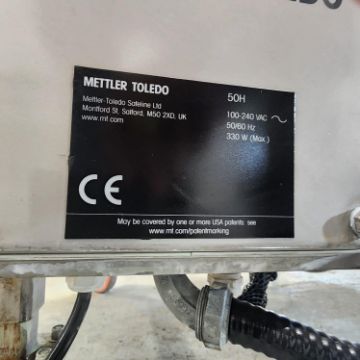 TOLEDO
METTLER TOLEDO
50H
Mettler-Toledo Safeline Ltd
Montford St, Salford, M50 2XD, UK
www.mt.com
100-240 VAC ~
50/60 Hz
330 W (Max.)
CE
May be covered by one or more USA patents: see
www.mt.com/patentmarking